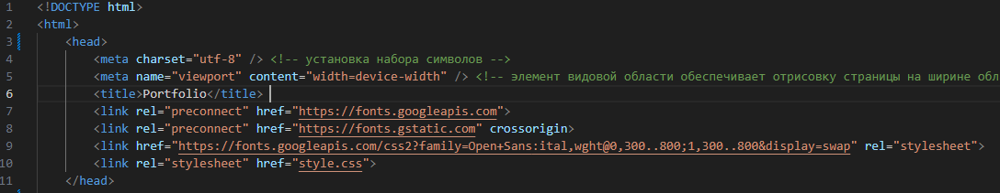 1 <!DOCTYPE html>
2 <html>
3 <head>
4 <meta charset="utf-8" /> <!-- установка набора символов -->
5 <meta name="viewport" content="width=device-width" /> <!-- элемент видовой области обеспечивает отрисовку страницы на ширине обл
6 <title>Portfolio</title>
7 <link rel="preconnect" href="https://fonts.googleapis.com">
8 <link rel="preconnect" href="https://fonts.gstatic.com" crossorigin>
9 <link href="https://fonts.googleapis.com/css2?family=Open+Sans:ital,wght@0,300..800;1,300..800&display=swap" rel="stylesheet">
10 <link rel="stylesheet" href="style.css">
11 </head>